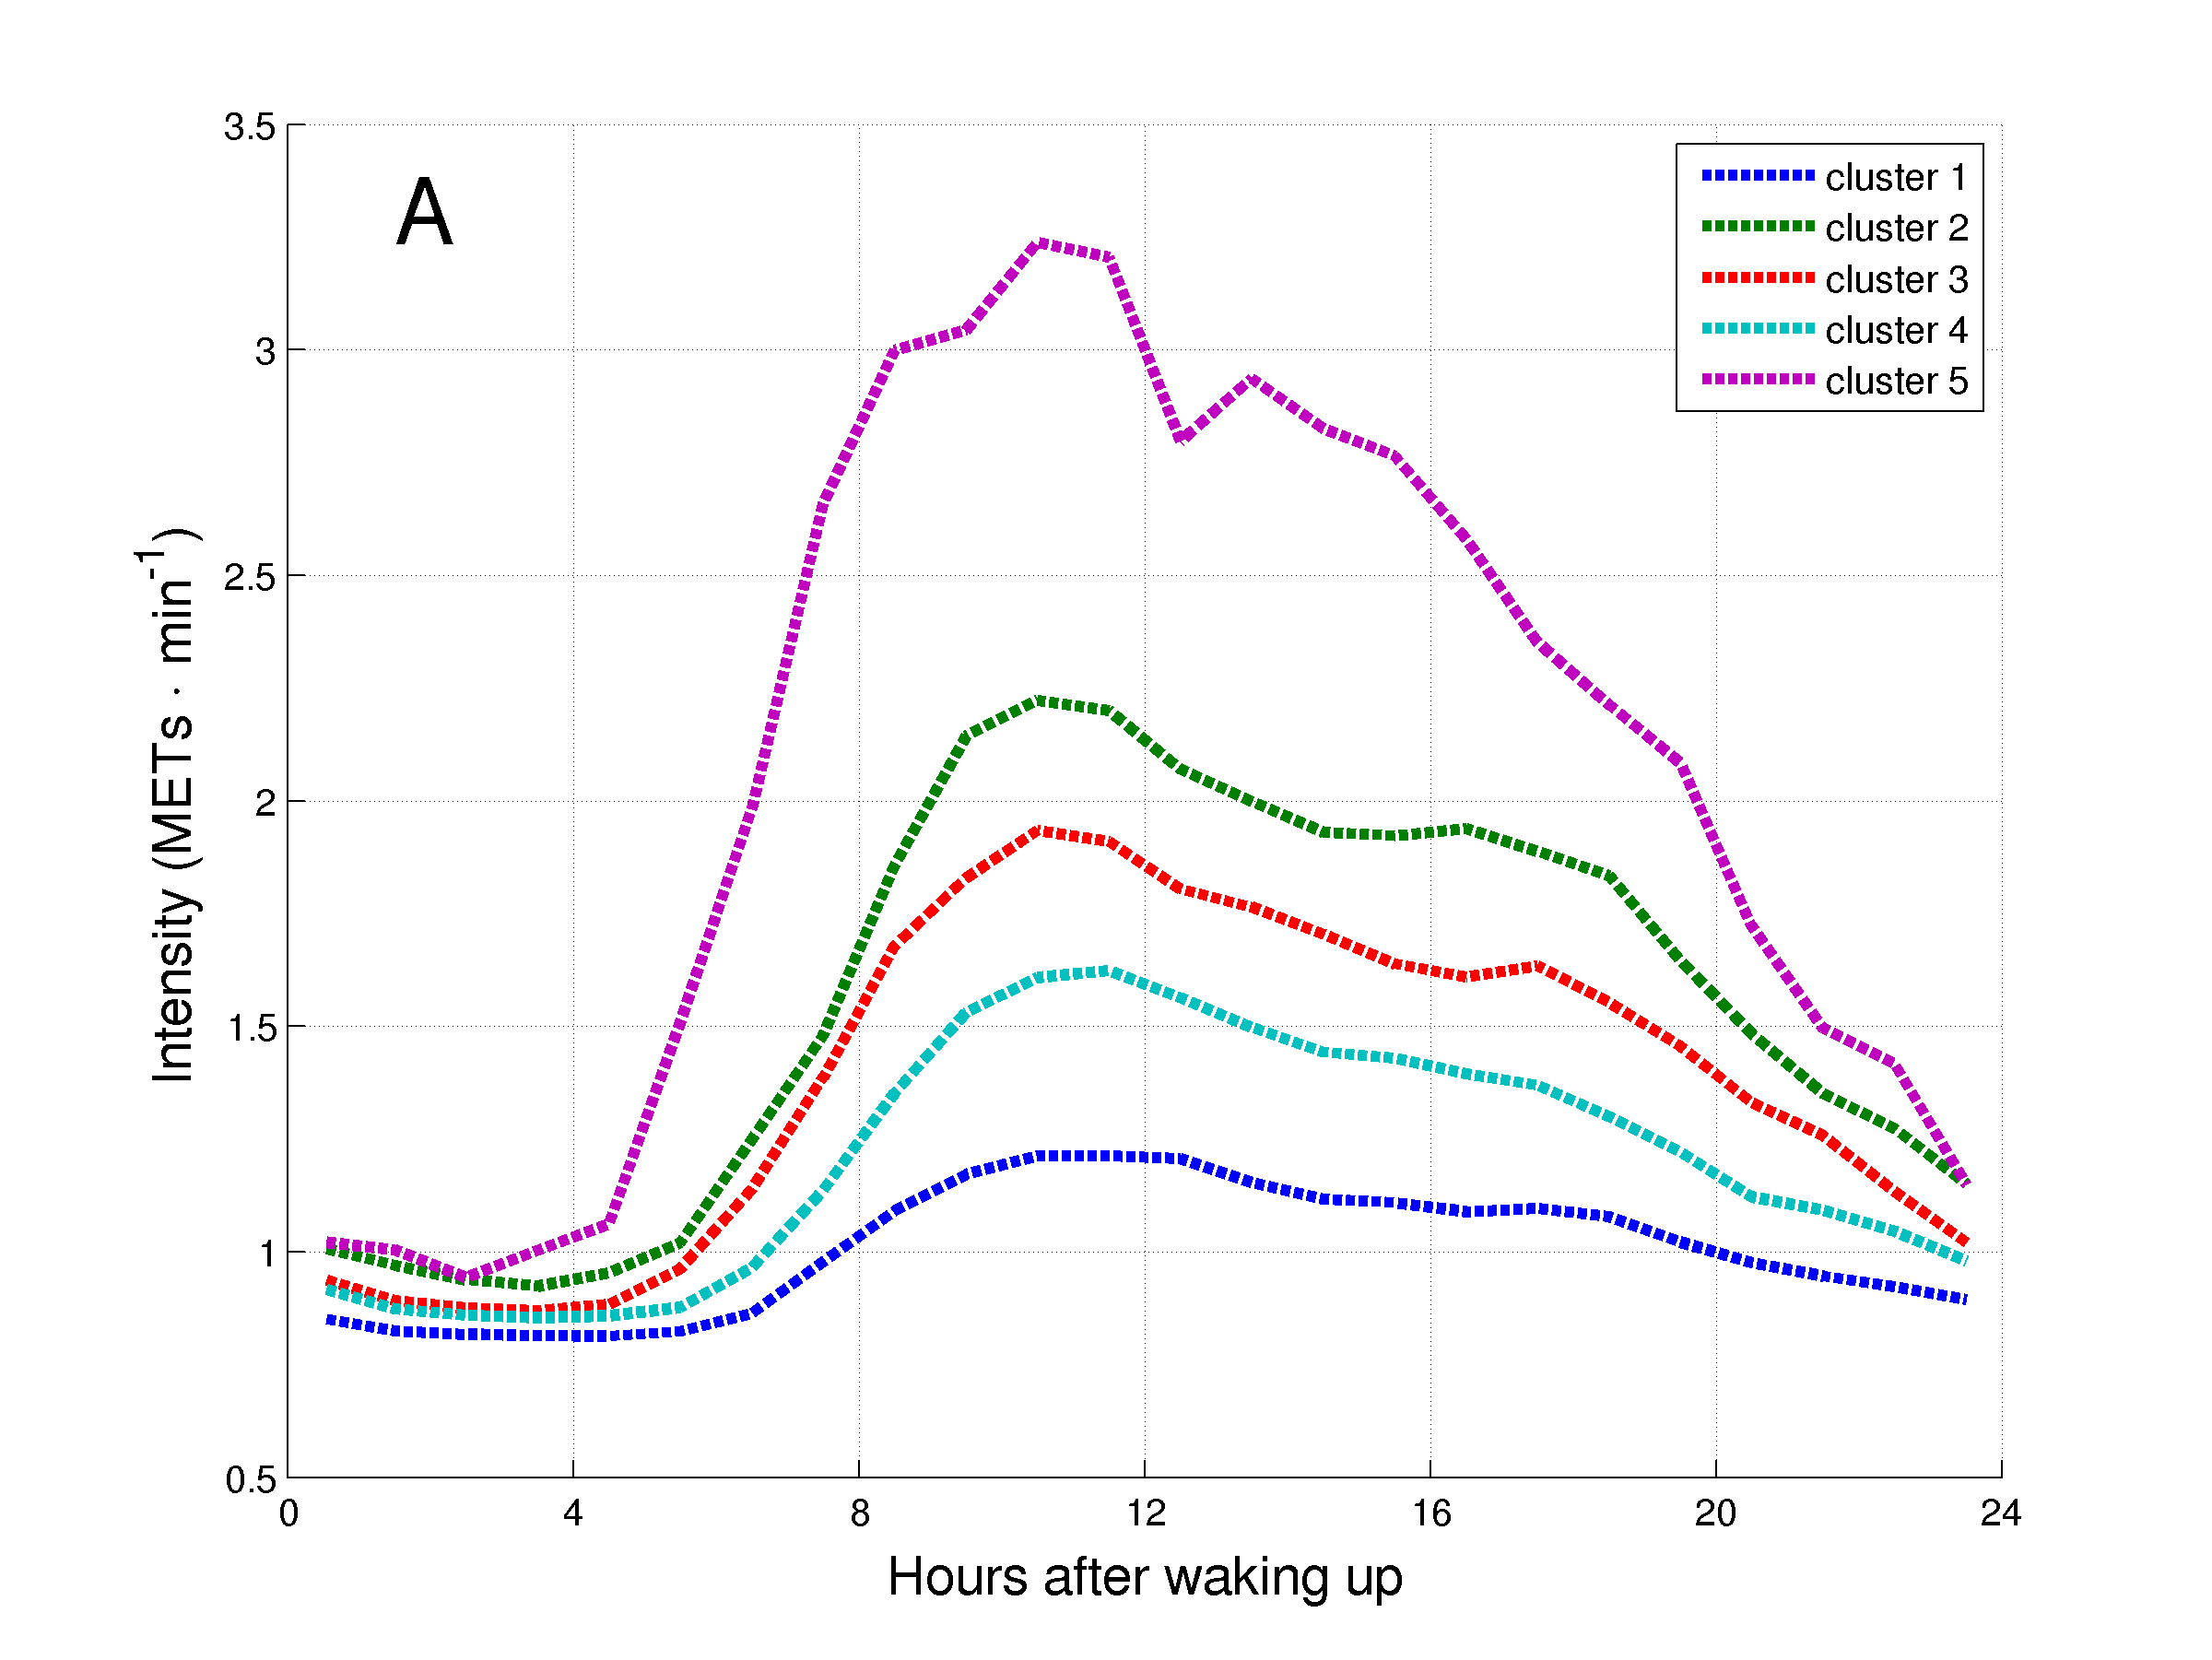 A
cluster 1
cluster 2
cluster 3
cluster 4
cluster 5
3.5
3
2.5
2
1.5
1
0.5
0 4 8 12 16 20 24
Intensity (METs · min⁻¹)
Hours after waking up